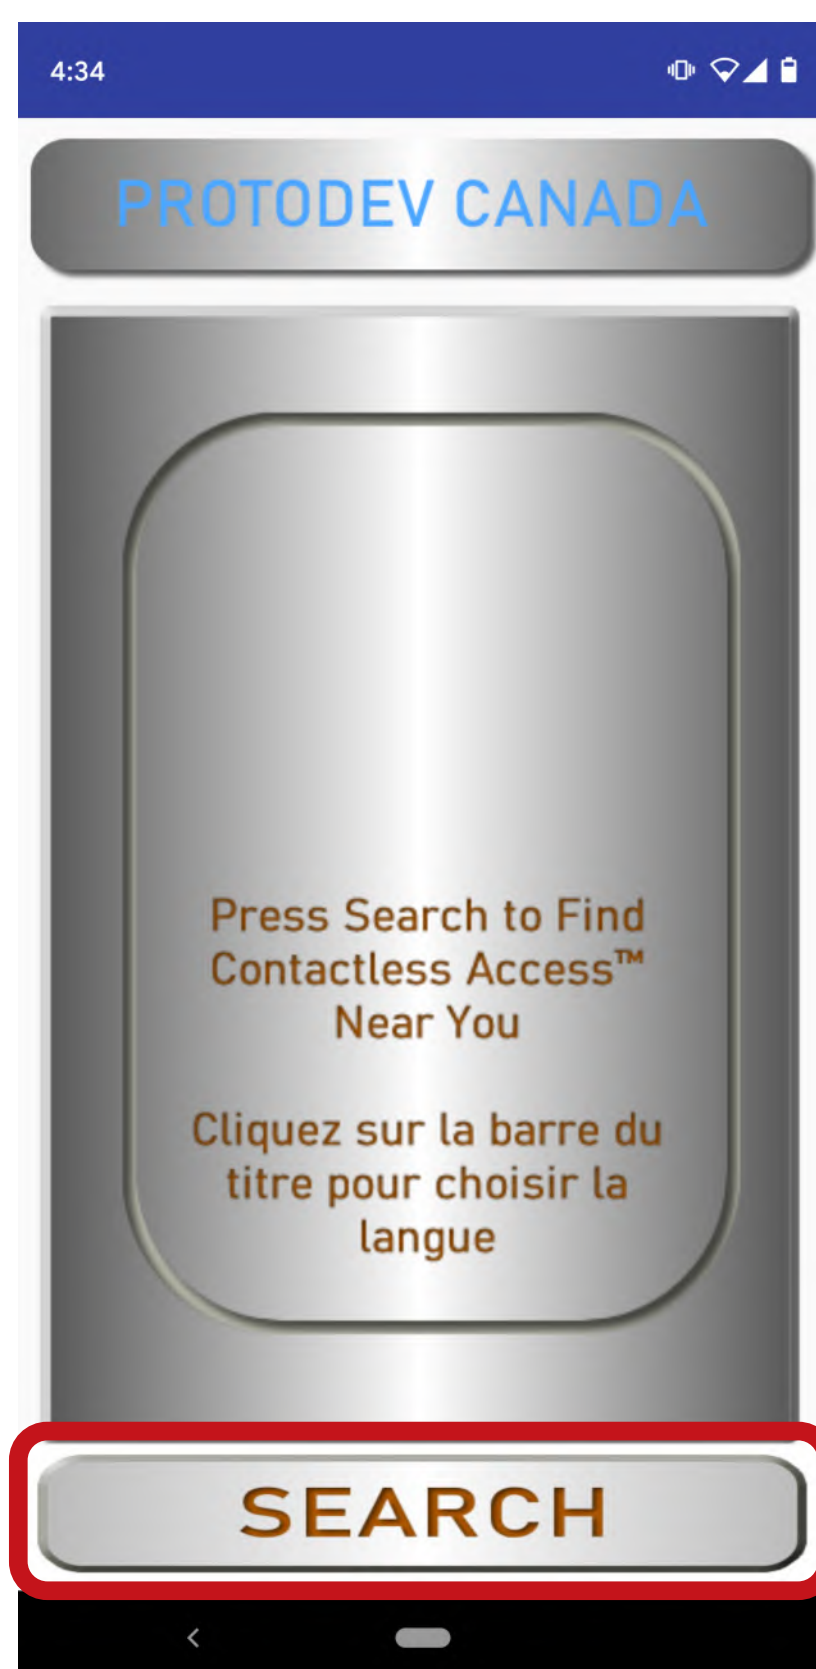 4:34
PROTODEV CANADA
Press Search to Find
Contactless Access™
Near You
Cliquez sur la barre du
titre pour choisir la
langue
SEARCH